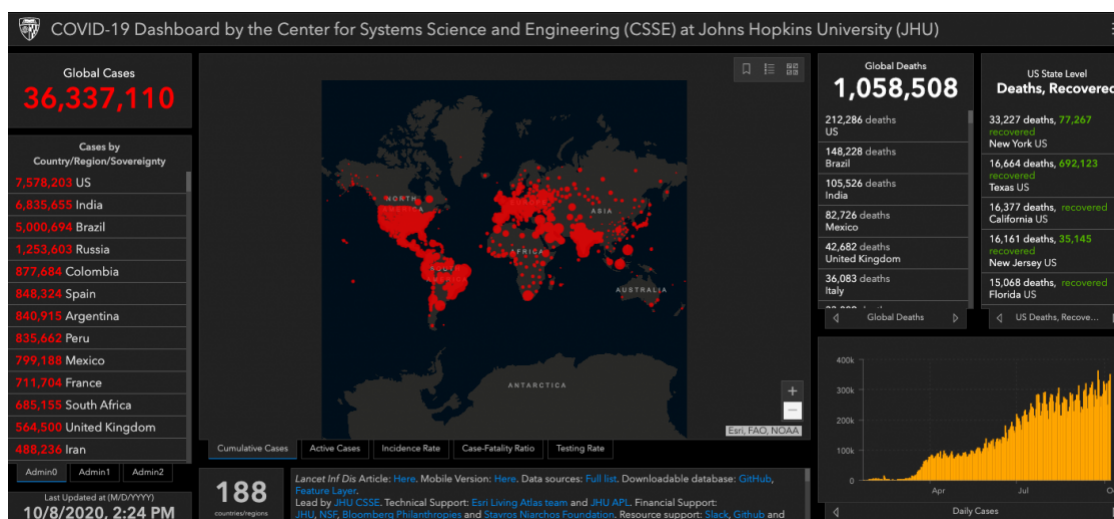 COVID-19 Dashboard by the Center for Systems Science and Engineering (CSSE) at Johns Hopkins University (JHU)
Global Cases
36,337,110
Cases by
Country/Region/Sovereignty
7,578,203 US
6,835,655 India
5,000,694 Brazil
1,253,603 Russia
877,684 Colombia
848,324 Spain
840,915 Argentina
835,662 Peru
799,188 Mexico
711,704 France
685,155 South Africa
564,500 United Kingdom
488,236 Iran
Admin0
Admin1
Admin2
Last Updated at (M/D/YYYY)
10/8/2020, 2:24 PM
NORTH
AMERICA
ASIA
AFRICA
AMERICA
AUSTRALIA
ANTARCTICA
+
Esri, FAO, NOAA
Cumulative Cases
Active Cases
Incidence Rate
Case-Fatality Ratio
Testing Rate
188
countries/regions
Lancet Inf Dis Article: Here. Mobile Version: Here. Data sources: Full list. Downloadable database: GitHub,
Feature Layer.
Lead by JHU CSSE. Technical Support: Esri Living Atlas team and JHU APL. Financial Support:
JHU, NSF, Bloomberg Philanthropies and Stavros Niarchos Foundation. Resource support: Slack, Github and
Global Deaths
1,058,508
212,286 deaths
US
148,228 deaths
Brazil
105,526 deaths
India
82,726 deaths
Mexico
42,682 deaths
United Kingdom
36,083 deaths
Italy
Global Deaths
US State Level
Deaths, Recovered
33,227 deaths, 77,267
recovered
New York US
16,664 deaths, 692,123
recovered
Texas US
16,377 deaths, recovered
California US
16,161 deaths, 35,145
recovered
New Jersey US
15,068 deaths, recovered
Florida US
US Deaths, Recove...
400k
300k
200k
100k
0
Apr
Jul
Daily Cases